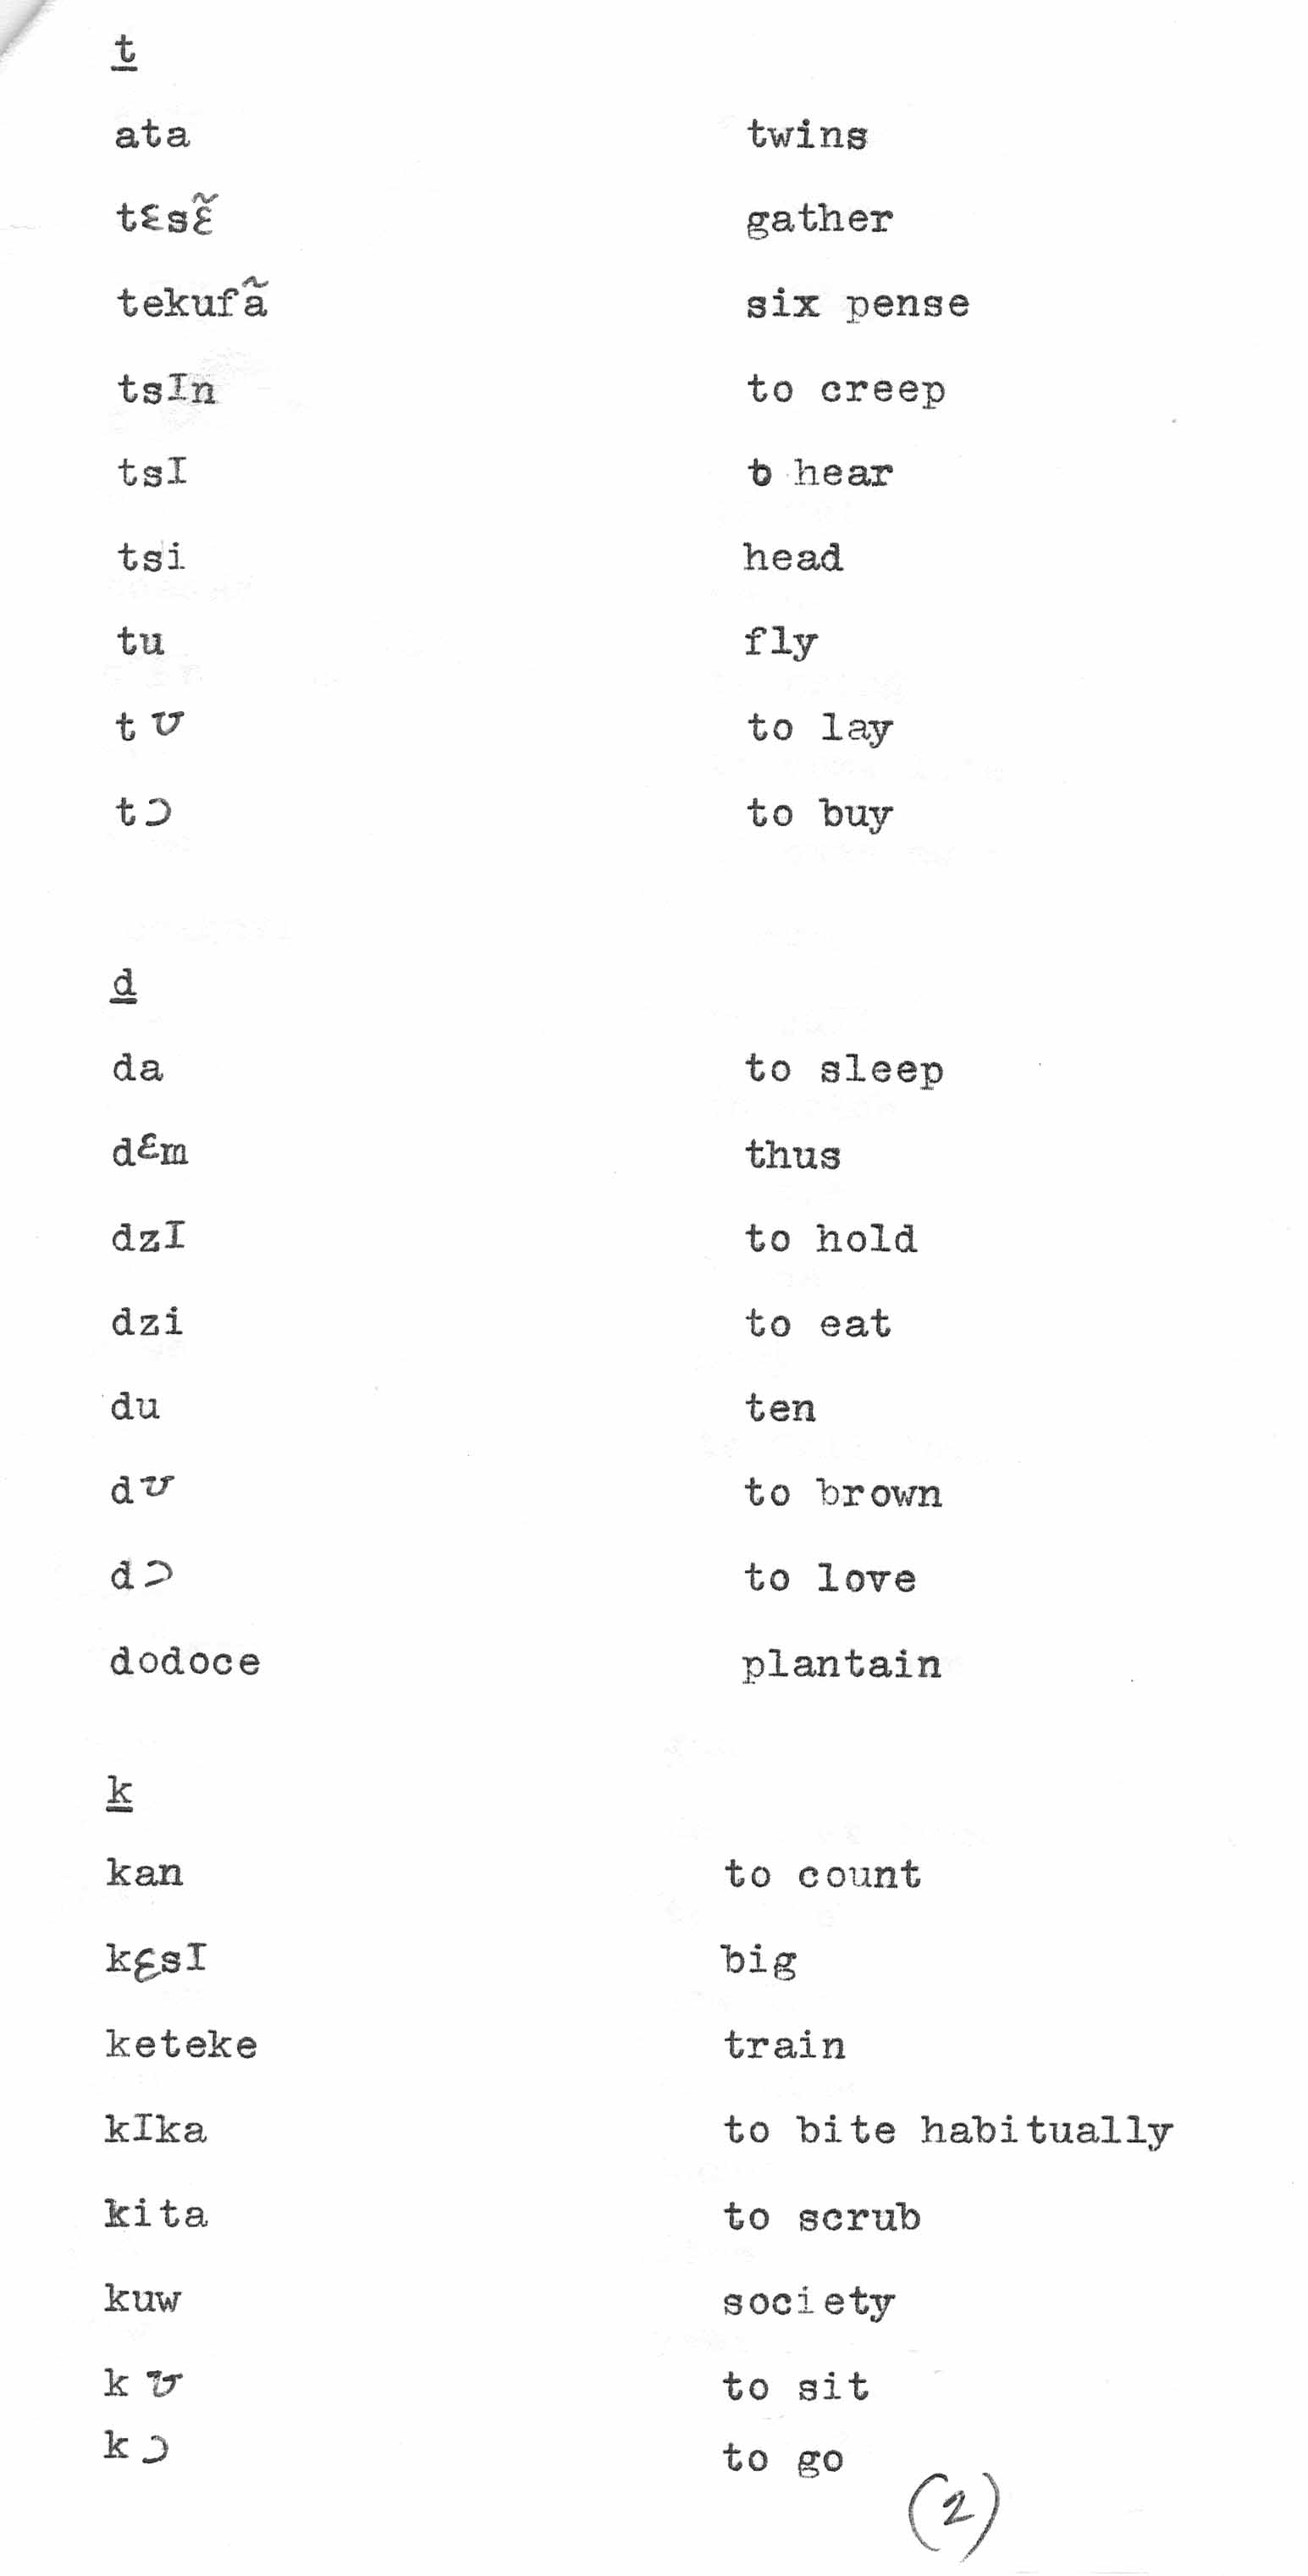 t
ata twins
tɛsɛ̃ gather
tekufã six pense
tsIn to creep
tsI to hear
tsi head
tu fly
t ʊ to lay
tɔ to buy
d
da to sleep
dɛm thus
dzI to hold
dzi to eat
du ten
dʊ to brown
dɔ to love
dodoce plantain
k
kan to count
kɛsI big
keteke train
kIka to bite habitually
kita to scrub
kuw society
k ʊ to sit
k ɔ to go
(2)